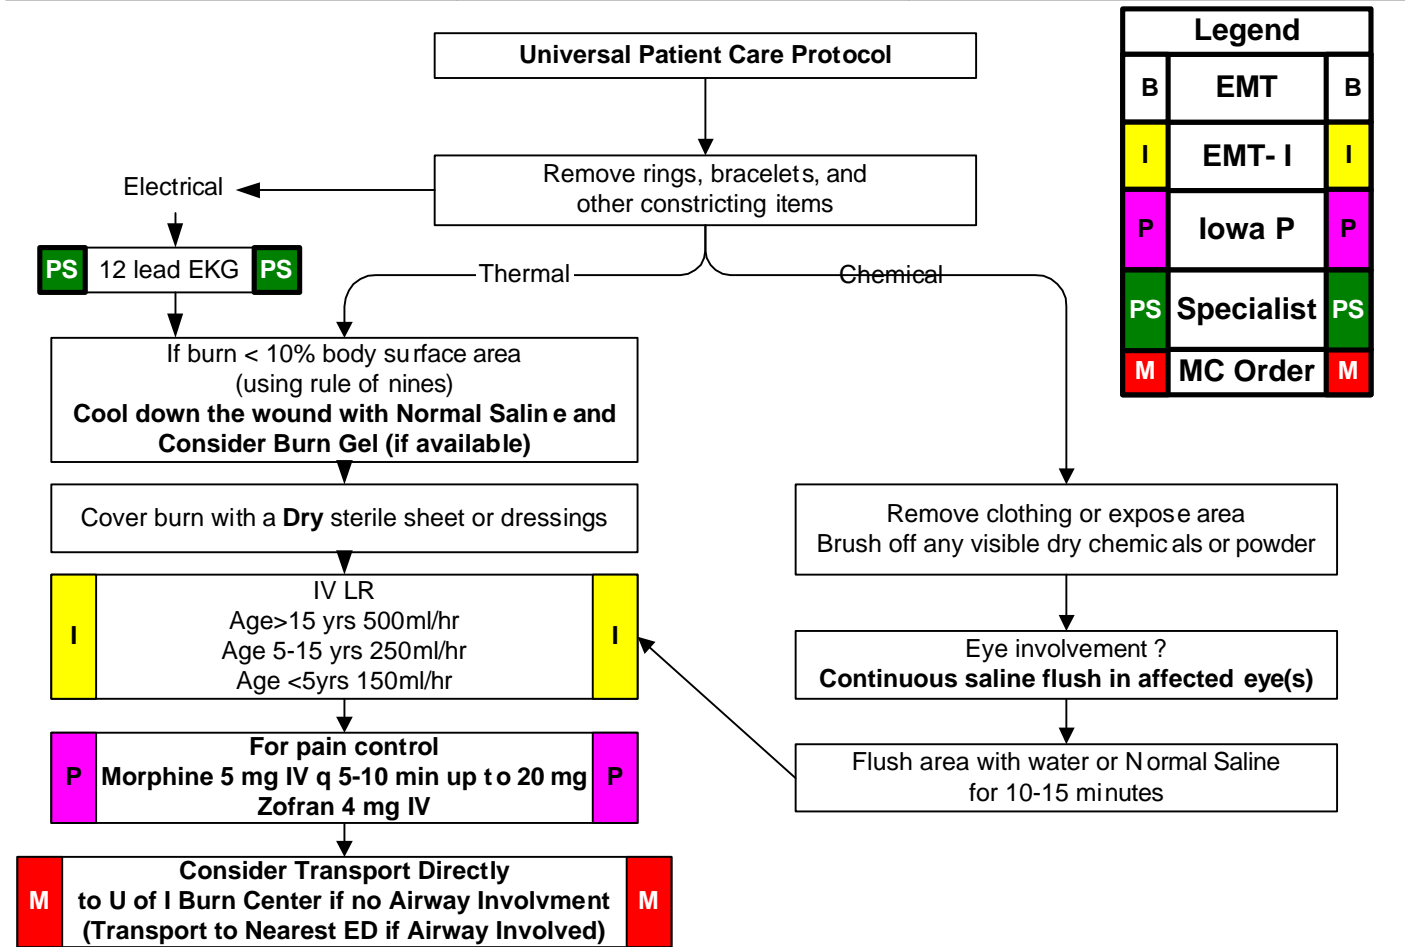 Universal Patient Care Protocol
Remove rings, bracelets, and
other constricting items
Electrical
PS 12 lead EKG PS
Thermal
Chemical
If burn < 10% body surface area
(using rule of nines)
Cool down the wound with Normal Saline and
Consider Burn Gel (if available)
Cover burn with a Dry sterile sheet or dressings
I
IV LR
Age>15 yrs 500ml/hr
Age 5-15 yrs 250ml/hr
Age <5yrs 150ml/hr
I
P
For pain control
Morphine 5 mg IV q 5-10 min up to 20 mg
Zofran 4 mg IV
P
M
Consider Transport Directly
to U of I Burn Center if no Airway Involvment
(Transport to Nearest ED if Airway Involved)
M
Remove clothing or expose area
Brush off any visible dry chemicals or powder
Eye involvement ?
Continuous saline flush in affected eye(s)
Flush area with water or Normal Saline
for 10-15 minutes
Legend
B EMT B
I EMT- I I
P Iowa P P
PS Specialist PS
M MC Order M